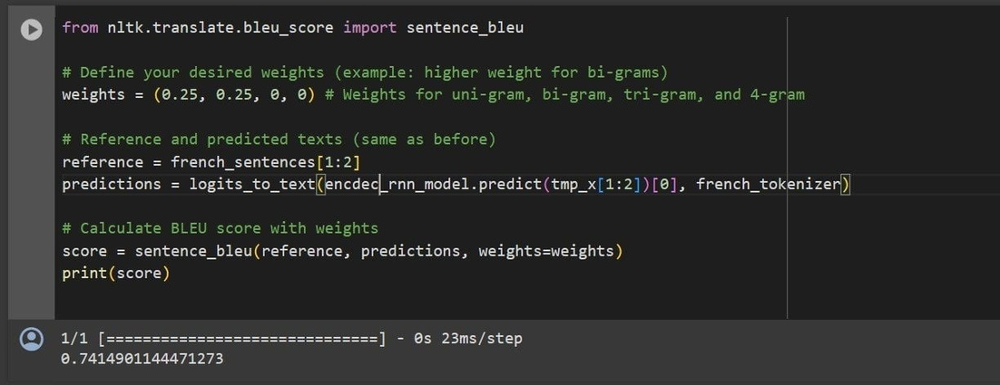 from nltk.translate.bleu_score import sentence_bleu
# Define your desired weights (example: higher weight for bi-grams)
weights = (0.25, 0.25, 0, 0) # Weights for uni-gram, bi-gram, tri-gram, and 4-gram
# Reference and predicted texts (same as before)
reference = french_sentences[1:2]
predictions = logits_to_text(encdec_rnn_model.predict(tmp_x[1:2])[0], french_tokenizer)
# Calculate BLEU score with weights
score = sentence_bleu(reference, predictions, weights=weights)
print(score)
1/1 [==============================] - 0s 23ms/step
0.7414901144471273